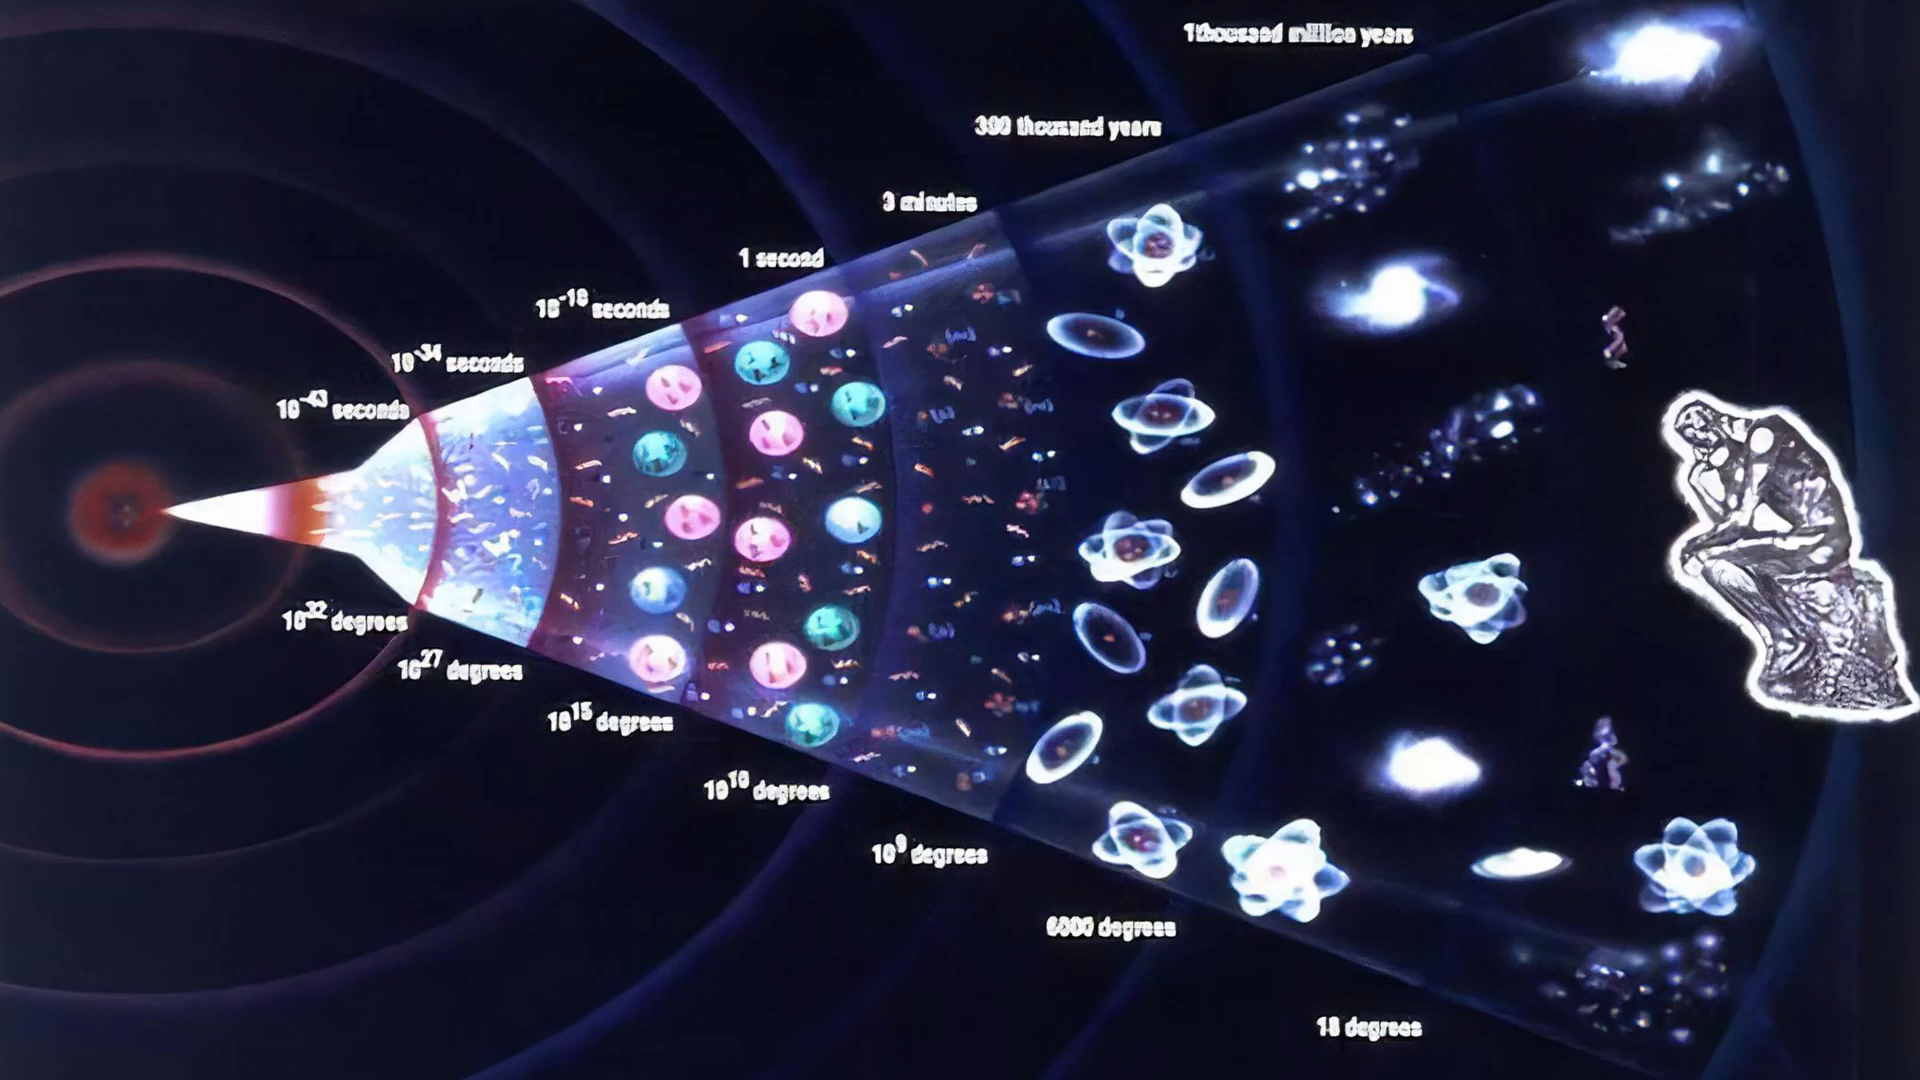 1 thousand million years
300 thousand years
3 minutes
1 second
10⁻¹⁰ seconds
10⁻³⁴ seconds
10⁻⁴³ seconds
10³² degrees
10²⁷ degrees
10¹⁵ degrees
10¹⁰ degrees
10⁹ degrees
6000 degrees
18 degrees